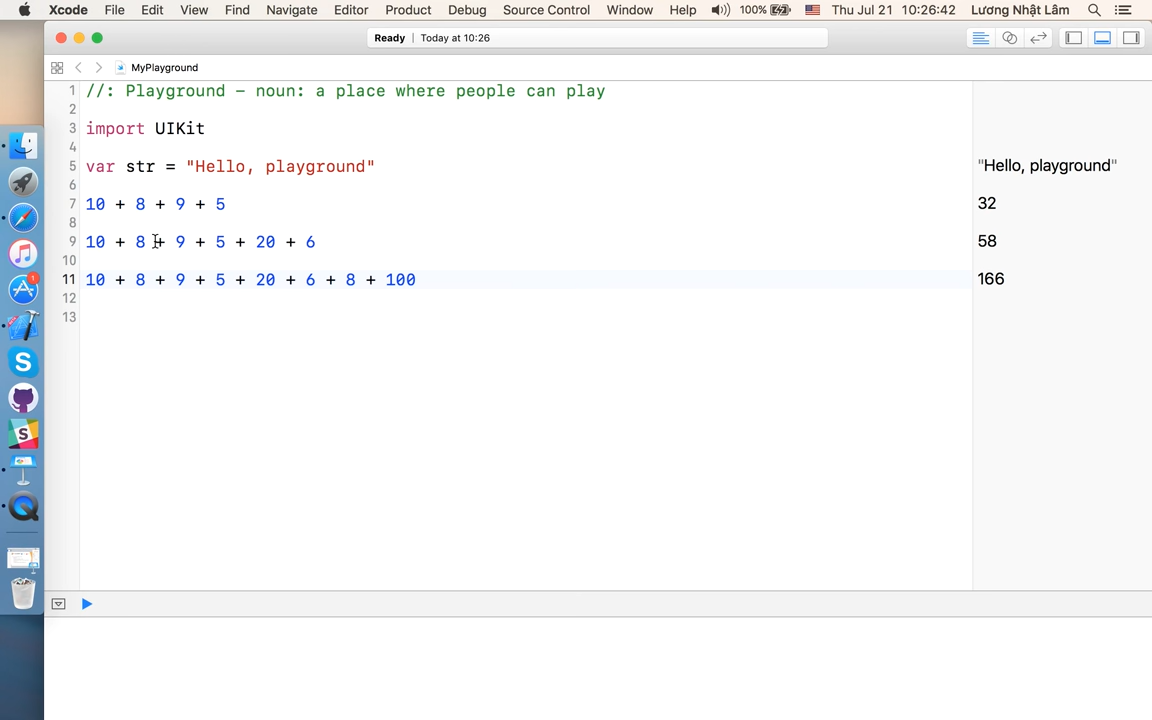 Xcode File Edit View Find Navigate Editor Product Debug Source Control Window Help 100% Thu Jul 21 10:26:42 Lương Nhật Lâm
Ready | Today at 10:26
MyPlayground
1 //: Playground - noun: a place where people can play
2
3 import UIKit
4
5 var str = "Hello, playground" "Hello, playground"
6
7 10 + 8 + 9 + 5 32
8
9 10 + 8 + 9 + 5 + 20 + 6 58
10
11 10 + 8 + 9 + 5 + 20 + 6 + 8 + 100 166
12
13
1
S
S